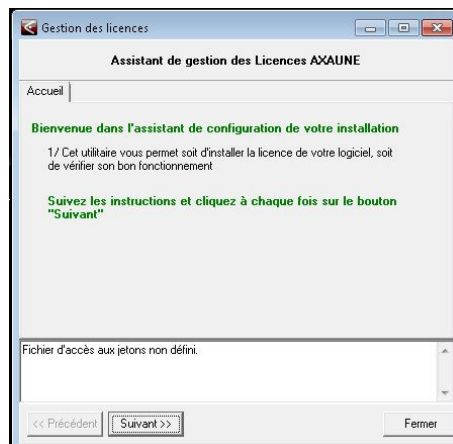 Gestion des licences
Assistant de gestion des Licences AXAUNE
Accueil
Bienvenue dans l'assistant de configuration de votre installation
1/ Cet utilitaire vous permet soit d'installer la licence de votre logiciel, soit
de vérifier son bon fonctionnement
Suivez les instructions et cliquez à chaque fois sur le bouton
"Suivant"
Fichier d'accès aux jetons non défini.
<< Précédent
Suivant >>
Fermer